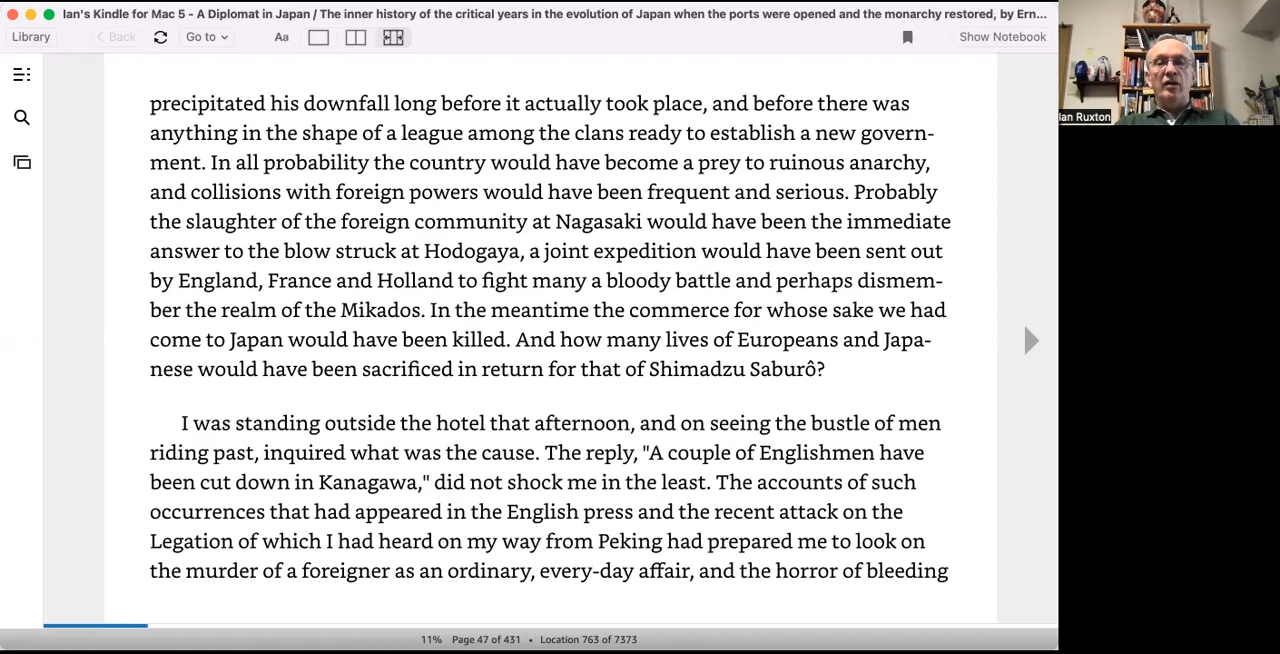 Ian's Kindle for Mac 5 - A Diplomat in Japan / The inner history of the critical years in the evolution of Japan when the ports were opened and the monarchy restored, by Ern...
Library
Back
Go to
Aa
Show Notebook
precipitated his downfall long before it actually took place, and before there was
anything in the shape of a league among the clans ready to establish a new govern-
ment. In all probability the country would have become a prey to ruinous anarchy,
and collisions with foreign powers would have been frequent and serious. Probably
the slaughter of the foreign community at Nagasaki would have been the immediate
answer to the blow struck at Hodogaya, a joint expedition would have been sent out
by England, France and Holland to fight many a bloody battle and perhaps dismem-
ber the realm of the Mikados. In the meantime the commerce for whose sake we had
come to Japan would have been killed. And how many lives of Europeans and Japa-
nese would have been sacrificed in return for that of Shimadzu Saburô?
I was standing outside the hotel that afternoon, and on seeing the bustle of men
riding past, inquired what was the cause. The reply, "A couple of Englishmen have
been cut down in Kanagawa," did not shock me in the least. The accounts of such
occurrences that had appeared in the English press and the recent attack on the
Legation of which I had heard on my way from Peking had prepared me to look on
the murder of a foreigner as an ordinary, every-day affair, and the horror of bleeding
11% Page 47 of 431 • Location 763 of 7373
Ian Ruxton